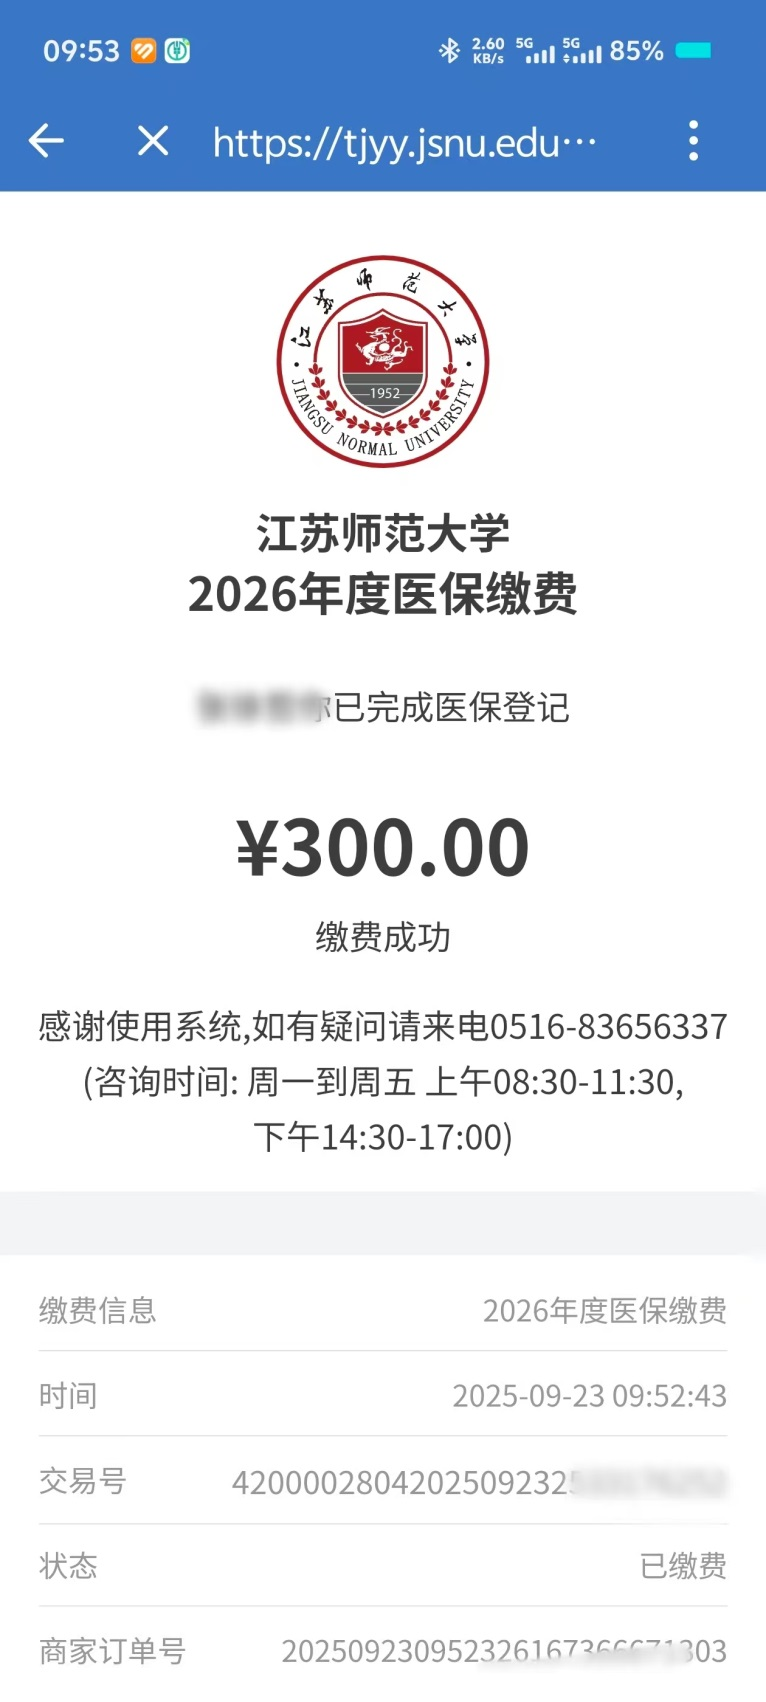 09:53
2.60 KB/s 5G 5G 85%
https://tjyy.jsnu.edu…
江苏师范大学
1952
JIANGSU NORMAL UNIVERSITY
江苏师范大学
2026年度医保缴费
你已完成医保登记
¥300.00
缴费成功
感谢使用系统,如有疑问请来电0516-83656337
(咨询时间: 周一到周五 上午08:30-11:30,
下午14:30-17:00)
缴费信息 2026年度医保缴费
时间 2025-09-23 09:52:43
交易号 4200002804202509232
状态 已缴费
商家订单号